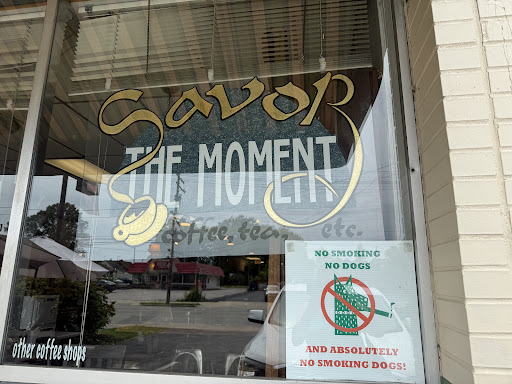 Savor
THE MOMENT
coffee, tea, etc.
NO SMOKING
NO DOGS
AND ABSOLUTELY
NO SMOKING DOGS!
other coffee shops